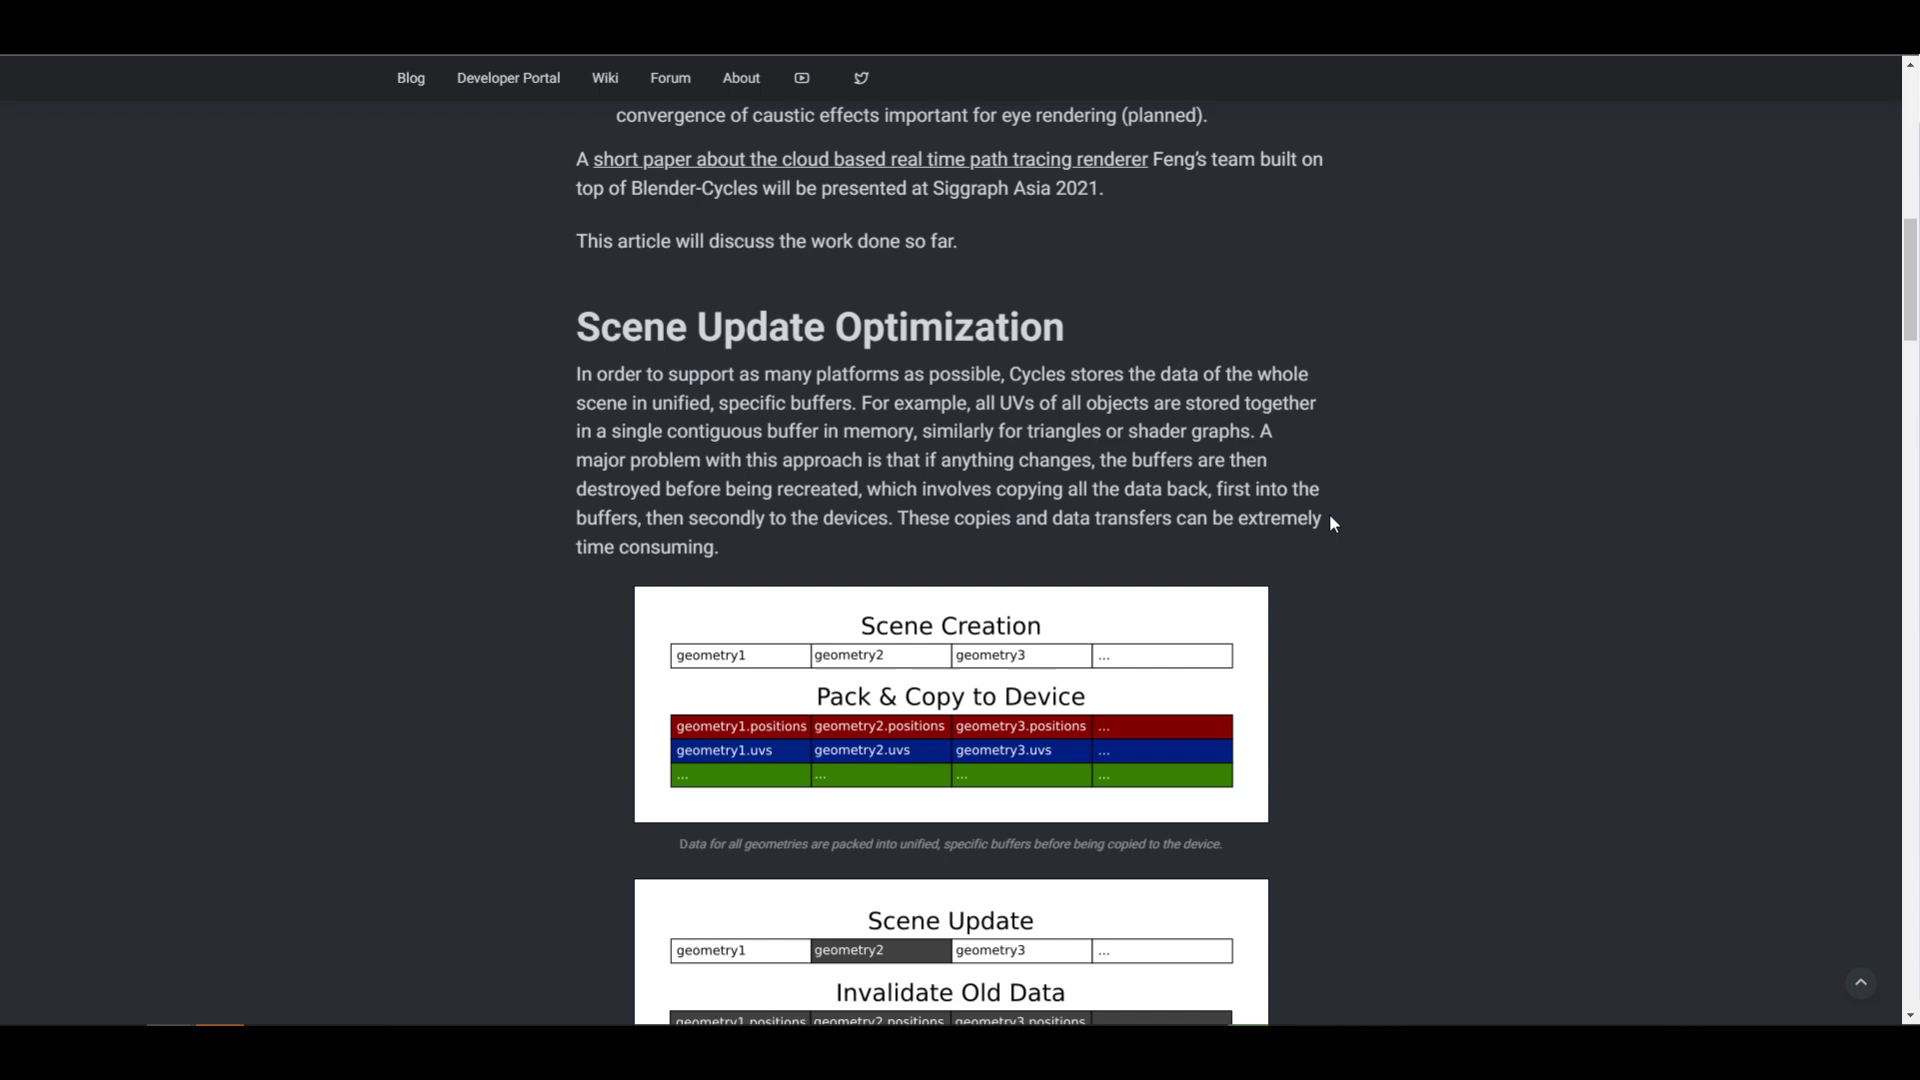 Blog Developer Portal Wiki Forum About
convergence of caustic effects important for eye rendering (planned).
A short paper about the cloud based real time path tracing renderer Feng’s team built on
top of Blender-Cycles will be presented at Siggraph Asia 2021.
This article will discuss the work done so far.
Scene Update Optimization
In order to support as many platforms as possible, Cycles stores the data of the whole
scene in unified, specific buffers. For example, all UVs of all objects are stored together
in a single contiguous buffer in memory, similarly for triangles or shader graphs. A
major problem with this approach is that if anything changes, the buffers are then
destroyed before being recreated, which involves copying all the data back, first into the
buffers, then secondly to the devices. These copies and data transfers can be extremely
time consuming.
Scene Creation
geometry1 geometry2 geometry3 ...
Pack & Copy to Device
geometry1.positions geometry2.positions geometry3.positions ...
geometry1.uvs geometry2.uvs geometry3.uvs ...
... ... ... ...
Data for all geometries are packed into unified, specific buffers before being copied to the device.
Scene Update
geometry1 geometry2 geometry3 ...
Invalidate Old Data
geometry1.positions geometry2.positions geometry3.positions